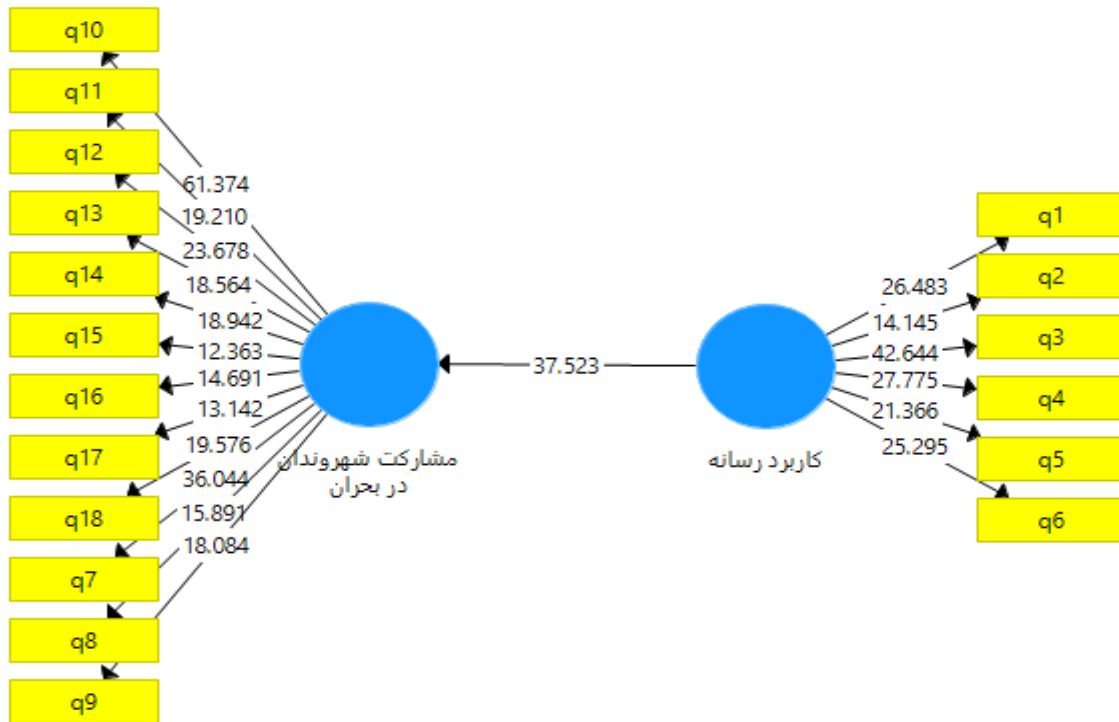 q10
q11
q12
q13
q14
q15
q16
q17
q18
q7
q8
q9
61.374
19.210
23.678
18.564
18.942
12.363
14.691
13.142
19.576
36.044
15.891
18.084
مشارکت شهروندان
در بحران
37.523
کاربرد رسانه
26.483
14.145
42.644
27.775
21.366
25.295
q1
q2
q3
q4
q5
q6